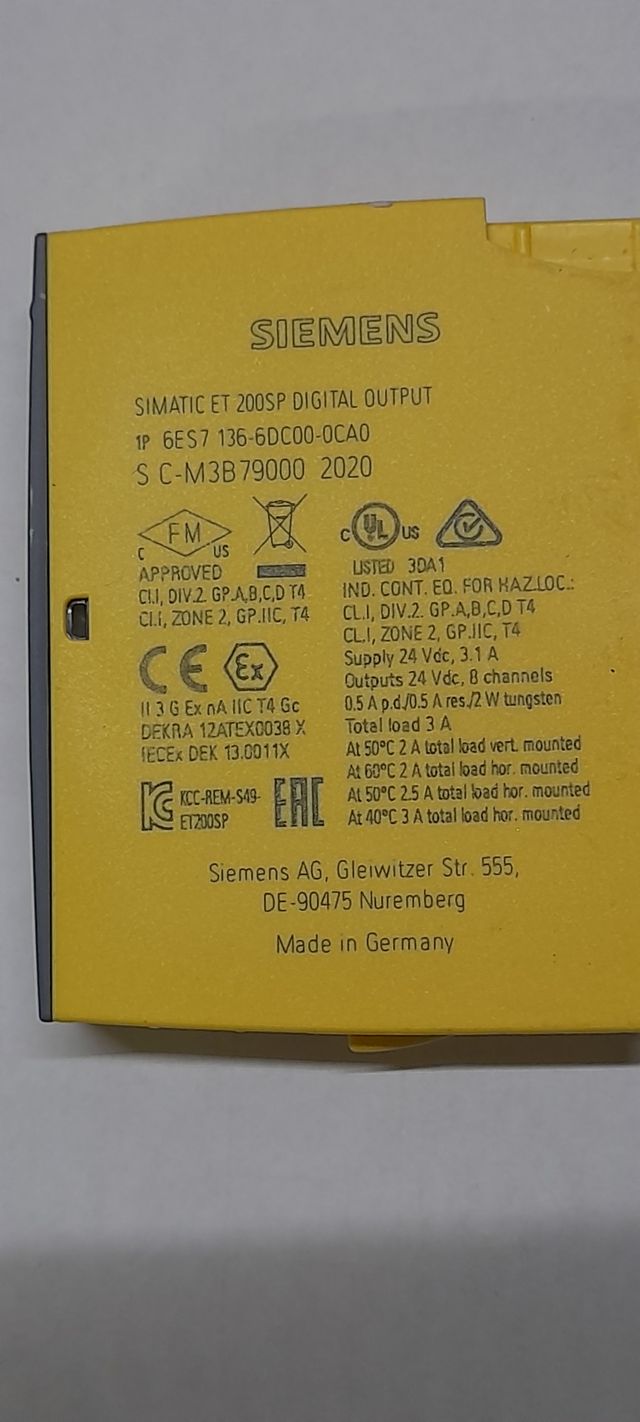 SIEMENS
SIMATIC ET 200SP DIGITAL OUTPUT
1P 6ES7 136-6DC00-0CA0
S C-M3B79000 2020
FM
C US
APPROVED
CL.I, DIV.2. GP.A,B,C,D T4
CL.I, ZONE 2, GP.IIC, T4
CE Ex
II 3 G Ex nA IIC T4 Gc
DEKRA 12ATEX0038 X
IECEx DEK 13.0011X
KCC-REM-S49-
ET200SP
EAC
C UL US
LISTED 3DA1
IND. CONT. EQ. FOR HAZ.LOC.:
CL.I, DIV.2. GP.A,B,C,D T4
CL.I, ZONE 2, GP.IIC, T4
Supply 24 Vdc, 3.1 A
Outputs 24 Vdc, 8 channels
0.5 A p.d./0.5 A res./2 W tungsten
Total load 3 A
At 50°C 2 A total load vert. mounted
At 60°C 2 A total load hor. mounted
At 50°C 2.5 A total load hor. mounted
At 40°C 3 A total load hor. mounted
Siemens AG, Gleiwitzer Str. 555,
DE-90475 Nuremberg
Made in Germany